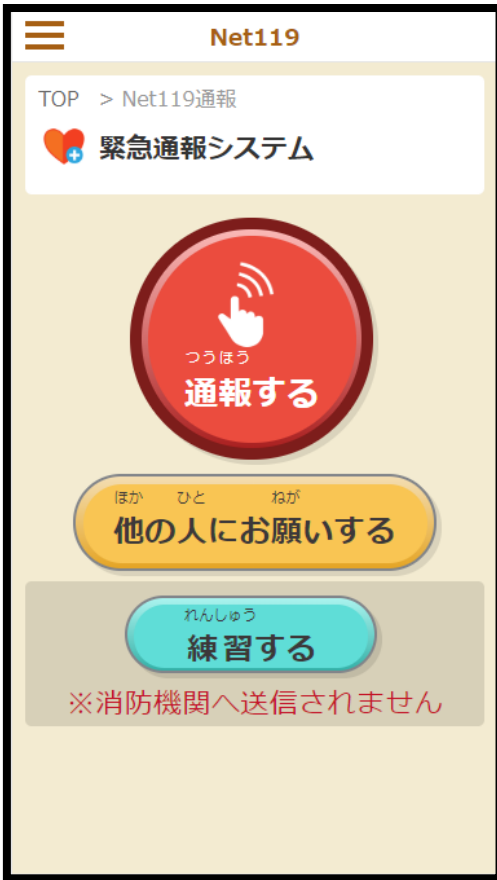 Net119
TOP > Net119通報
緊急通報システム
つうほう
通報する
ほか ひと ねが
他の人にお願いする
れんしゅう
練習する
※消防機関へ送信されません